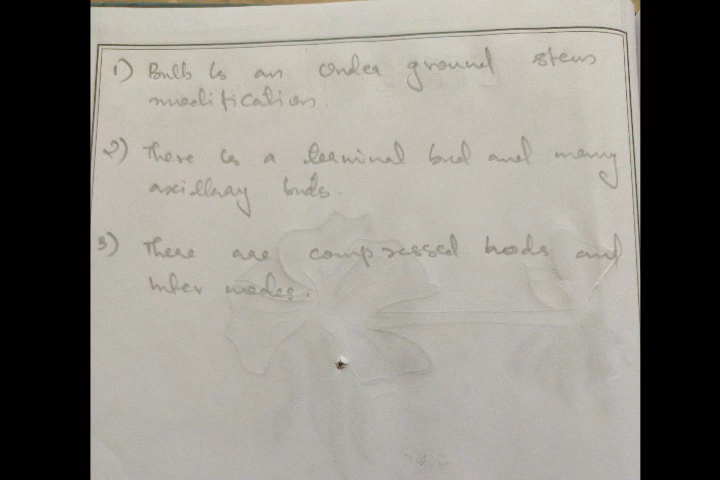 1) Bulb is an under ground stem
modification.
2) There is a terminal bud and many
axillary buds.
3) There are compressed nodes and
inter nodes.